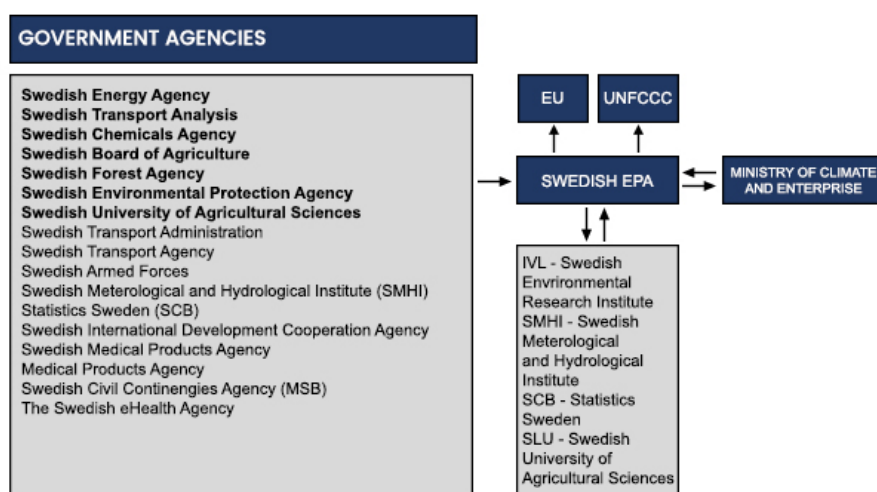 GOVERNMENT AGENCIES
Swedish Energy Agency
Swedish Transport Analysis
Swedish Chemicals Agency
Swedish Board of Agriculture
Swedish Forest Agency
Swedish Environmental Protection Agency
Swedish University of Agricultural Sciences
Swedish Transport Administration
Swedish Transport Agency
Swedish Armed Forces
Swedish Meterological and Hydrological Institute (SMHI)
Statistics Sweden (SCB)
Swedish International Development Cooperation Agency
Swedish Medical Products Agency
Medical Products Agency
Swedish Civil Continengies Agency (MSB)
The Swedish eHealth Agency
EU
UNFCCC
SWEDISH EPA
MINISTRY OF CLIMATE
AND ENTERPRISE
IVL - Swedish
Envrironmental
Research Institute
SMHI - Swedish
Meterological
and Hydrological
Institute
SCB - Statistics
Sweden
SLU - Swedish
University of
Agricultural Sciences